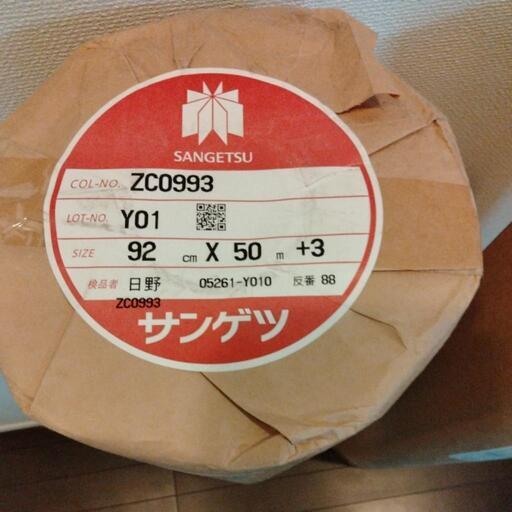 SANGETSU
COL-NO. ZC0993
LOT-NO. Y01
SIZE 92 cm X 50 m +3
検品者 日野 05261-Y010 反番 88
ZC0993
サンゲツ